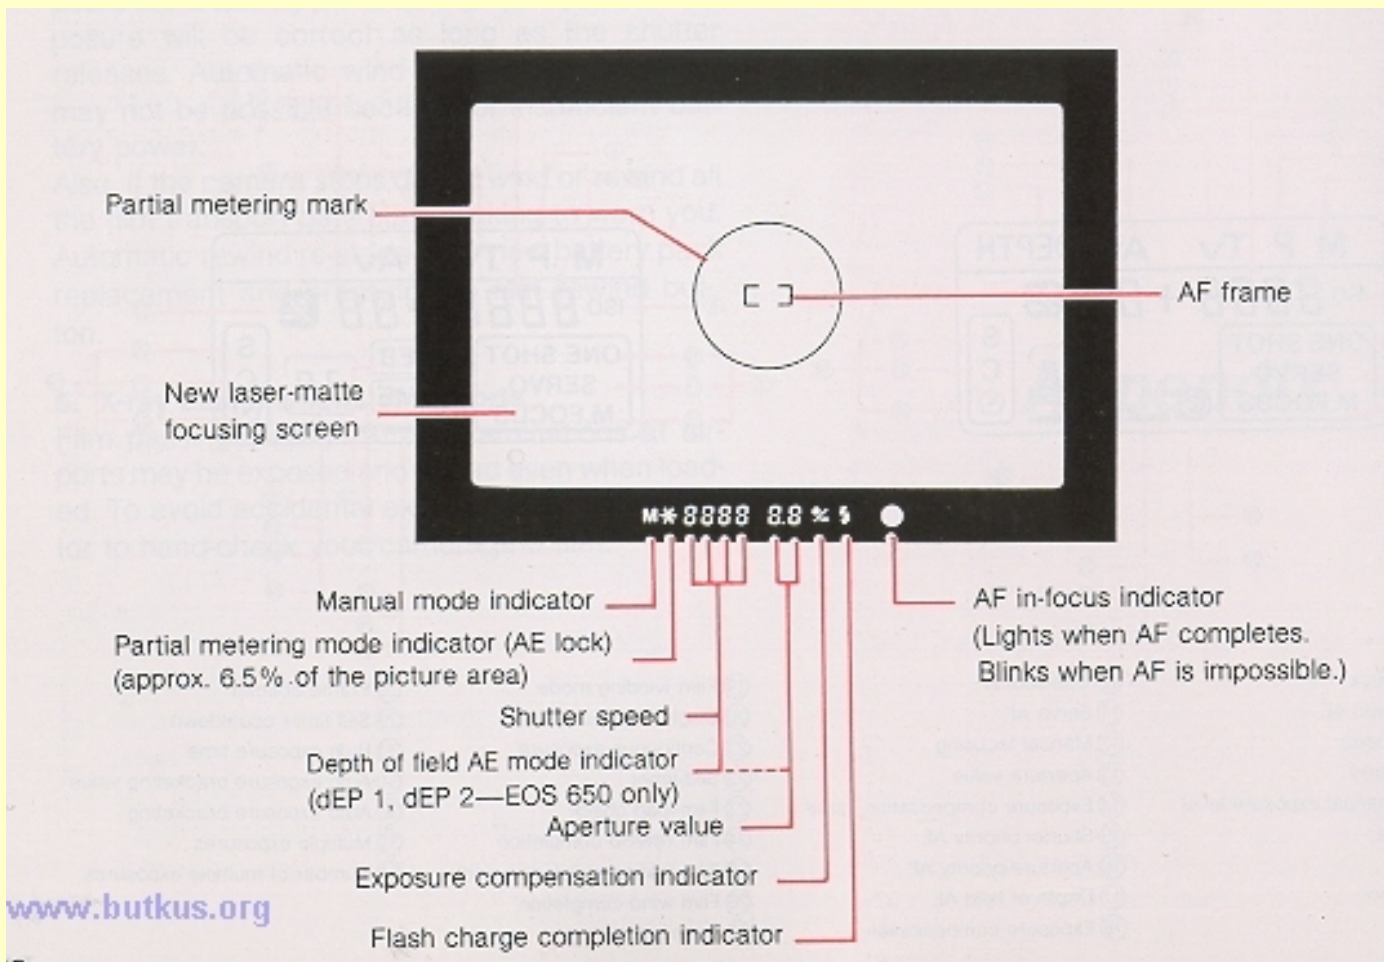 Partial metering mark
AF frame
New laser-matte
focusing screen
M* 8888 8.8
Manual mode indicator
Partial metering mode indicator (AE lock)
(approx. 6.5% of the picture area)
Shutter speed
Depth of field AE mode indicator
(dEP 1, dEP 2—EOS 650 only)
Aperture value
Exposure compensation indicator
Flash charge completion indicator
AF in-focus indicator
(Lights when AF completes.
Blinks when AF is impossible.)
www.butkus.org